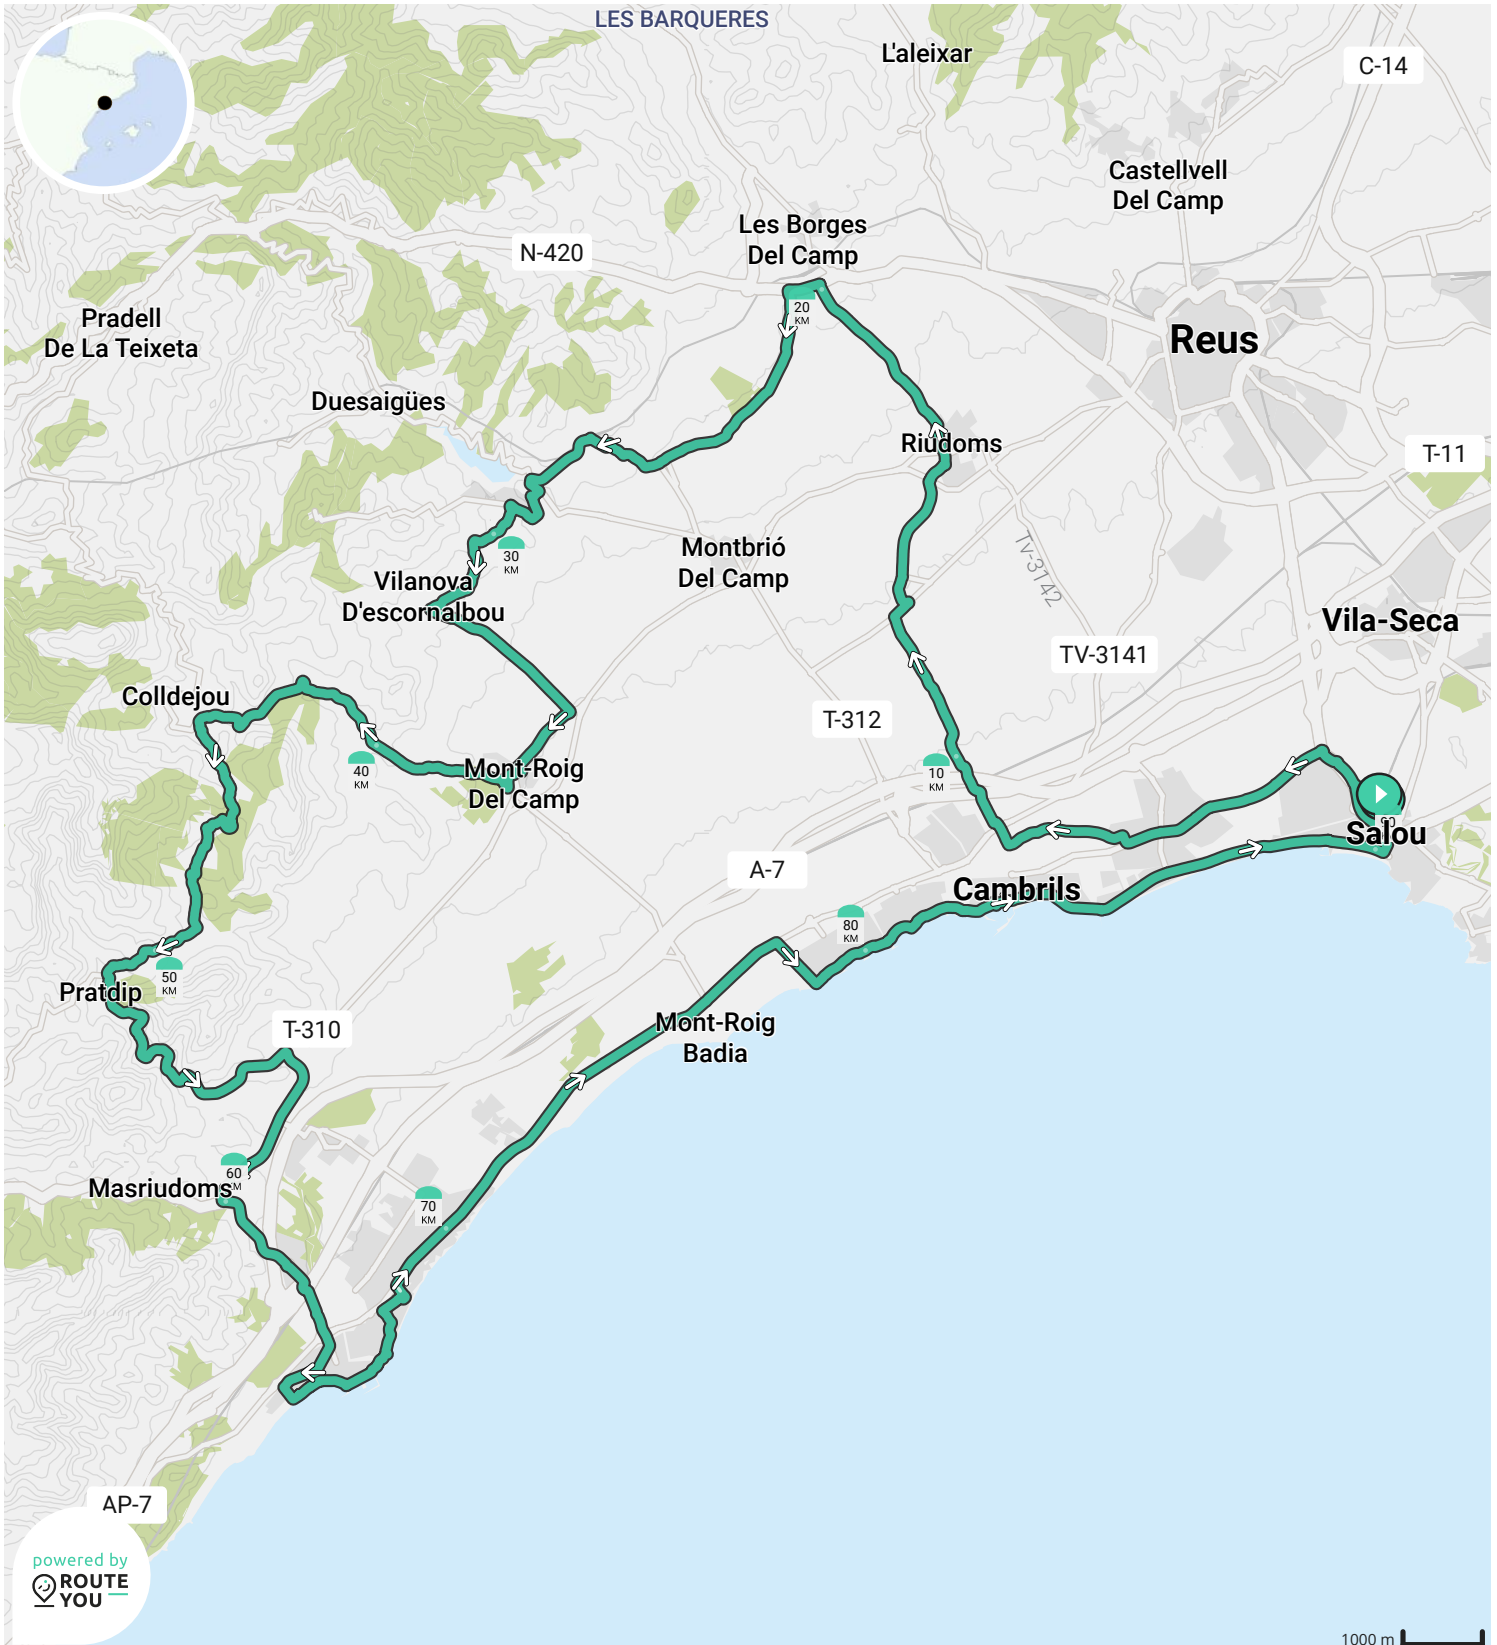 LES BARQUERES
L'aleixar
C-14
Castellvell
Del Camp
Les Borges
Del Camp
N-420
20
KM
Pradell
De La Teixeta
Reus
Duesaigües
Riudoms
T-11
Montbrió
Del Camp
30
KM
Tv-3142
Vilanova
D'escornalbou
Vila-Seca
TV-3141
Colldejou
T-312
40
KM
Mont-Roig
Del Camp
10
KM
90
Salou
A-7
Cambrils
80
KM
50
KM
Pratdip
T-310
Mont-Roig
Badia
60
KM
Masriudoms
70
KM
AP-7
powered by
ROUTE
YOU
1000 m